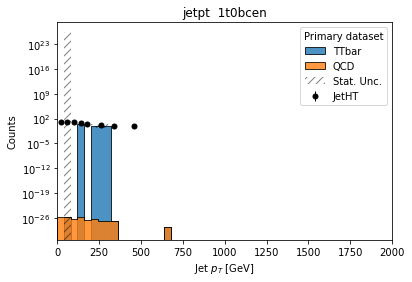 jetpt 1t0bcen
Primary dataset
TTbar
QCD
Stat. Unc.
JetHT
Counts
10^23
10^16
10^9
10^2
10^-5
10^-12
10^-19
10^-26
0 250 500 750 1000 1250 1500 1750 2000
Jet p_T [GeV]